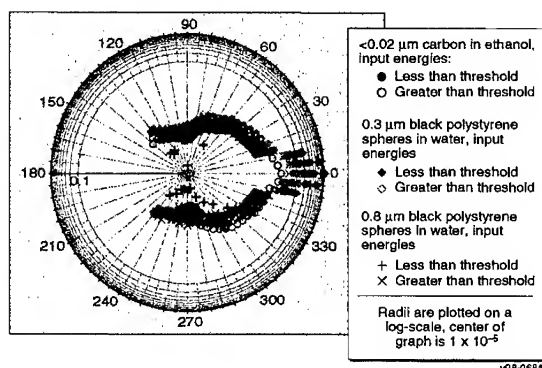 90
120
60
150
30
180
0.1
0
210
330
240
300
270
<0.02 µm carbon in ethanol,
input energies:
● Less than threshold
○ Greater than threshold
0.3 µm black polystyrene
spheres in water, input
energies
◆ Less than threshold
◇ Greater than threshold
0.8 µm black polystyrene
spheres in water, input
energies
+ Less than threshold
× Greater than threshold
Radii are plotted on a
log-scale, center of
graph is 1 x 10⁻⁵